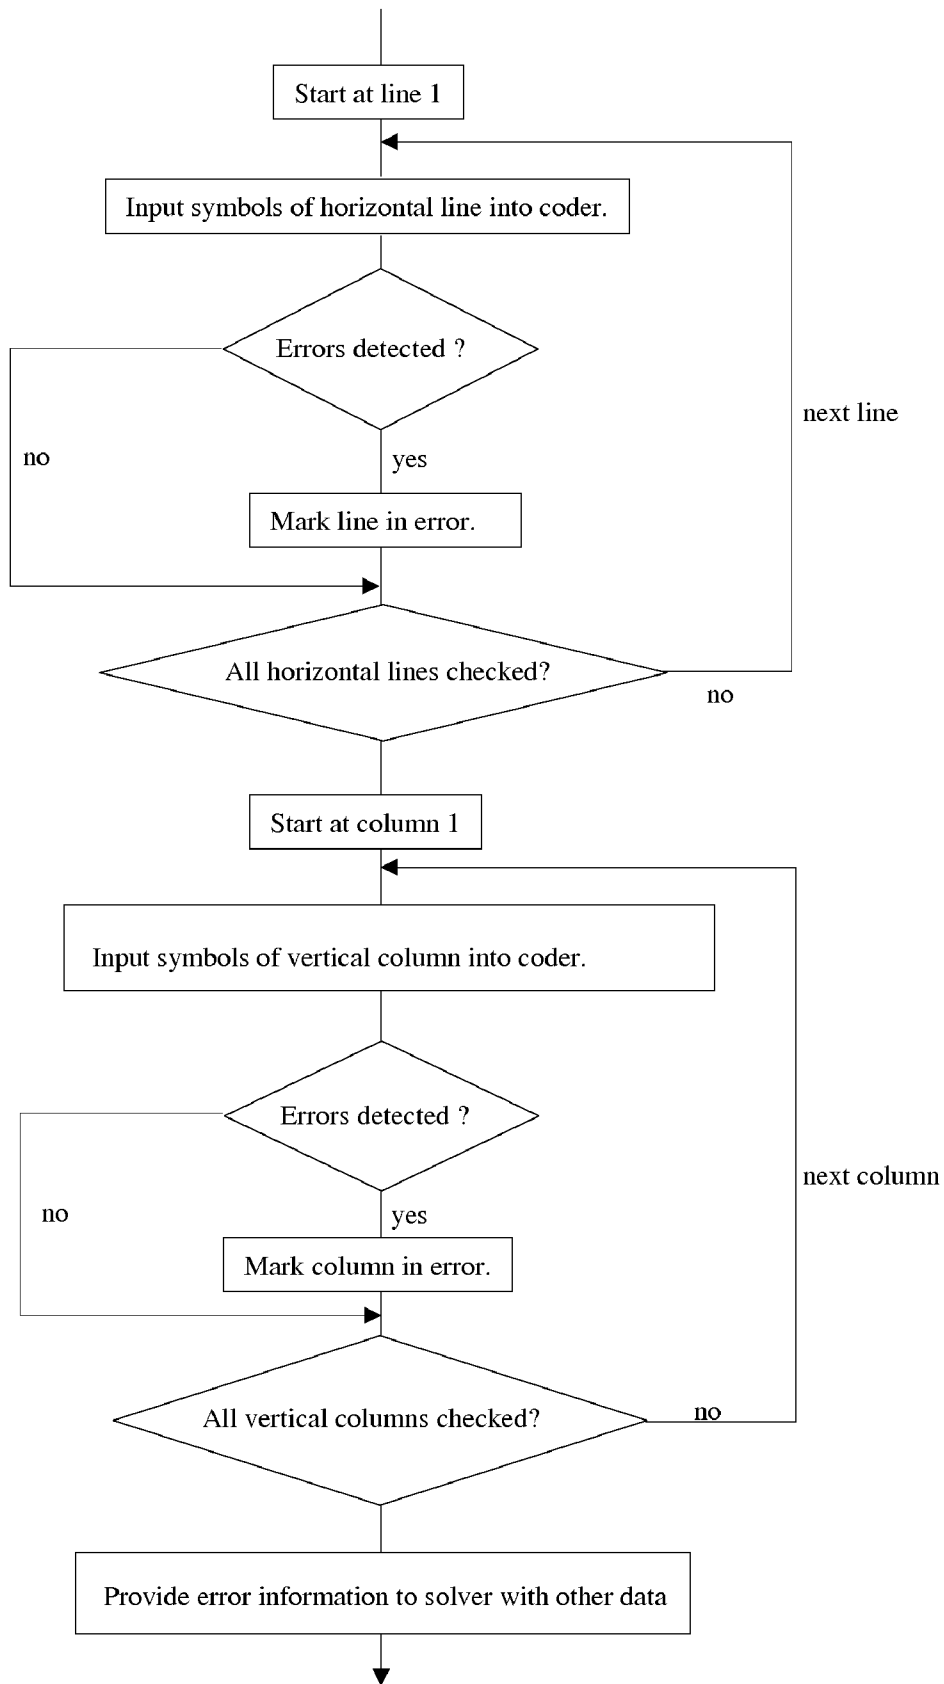 Start at line 1
Input symbols of horizontal line into coder.
Errors detected ?
next line
no
yes
Mark line in error.
All horizontal lines checked?
no
Start at column 1
Input symbols of vertical column into coder.
Errors detected ?
next column
no
yes
Mark column in error.
All vertical columns checked?
no
Provide error information to solver with other data